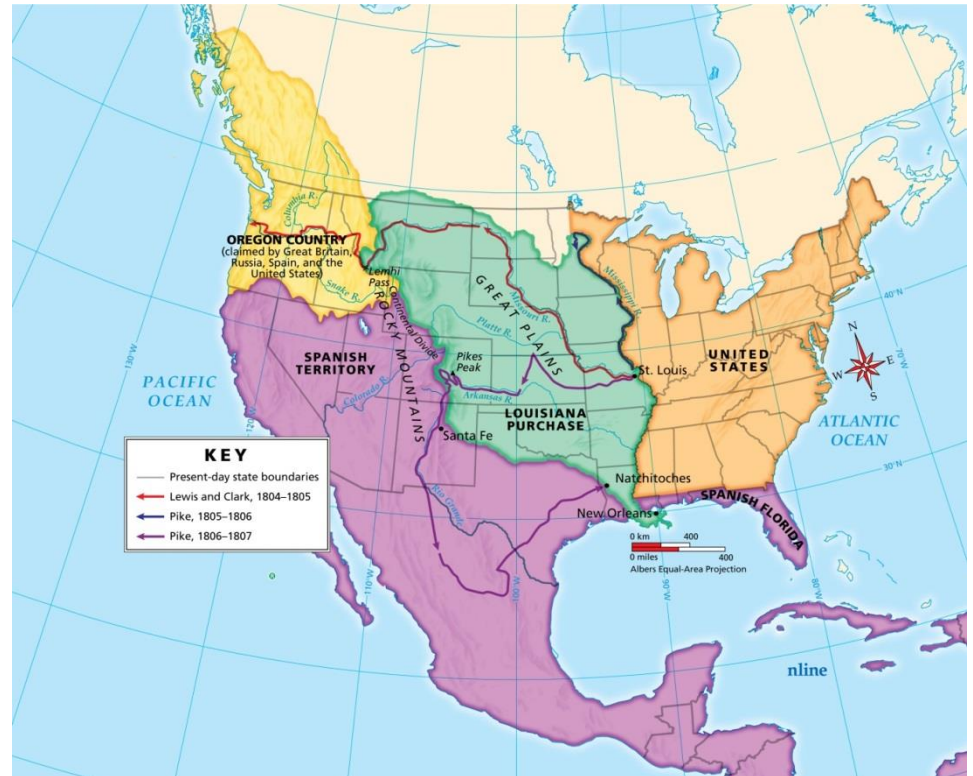 OREGON COUNTRY
(claimed by Great Britain,
Russia, Spain, and the
United States)
Columbia R.
Snake R.
Lemhi
Pass
ROCKY MOUNTAINS
Continental Divide
GREAT PLAINS
Missouri R.
Mississippi R.
Platte R.
Pikes
Peak
Arkansas R.
St. Louis
UNITED
STATES
LOUISIANA
PURCHASE
SPANISH
TERRITORY
Colorado R.
Santa Fe
Rio Grande
Natchitoches
New Orleans
SPANISH FLORIDA
PACIFIC
OCEAN
ATLANTIC
OCEAN
N
E
W
S
40°N
30°N
70°W
80°W
90°W
100°W
110°W
120°W
130°W
KEY
Present-day state boundaries
Lewis and Clark, 1804–1805
Pike, 1805–1806
Pike, 1806–1807
0 km 400
0 miles 400
Albers Equal-Area Projection
nline